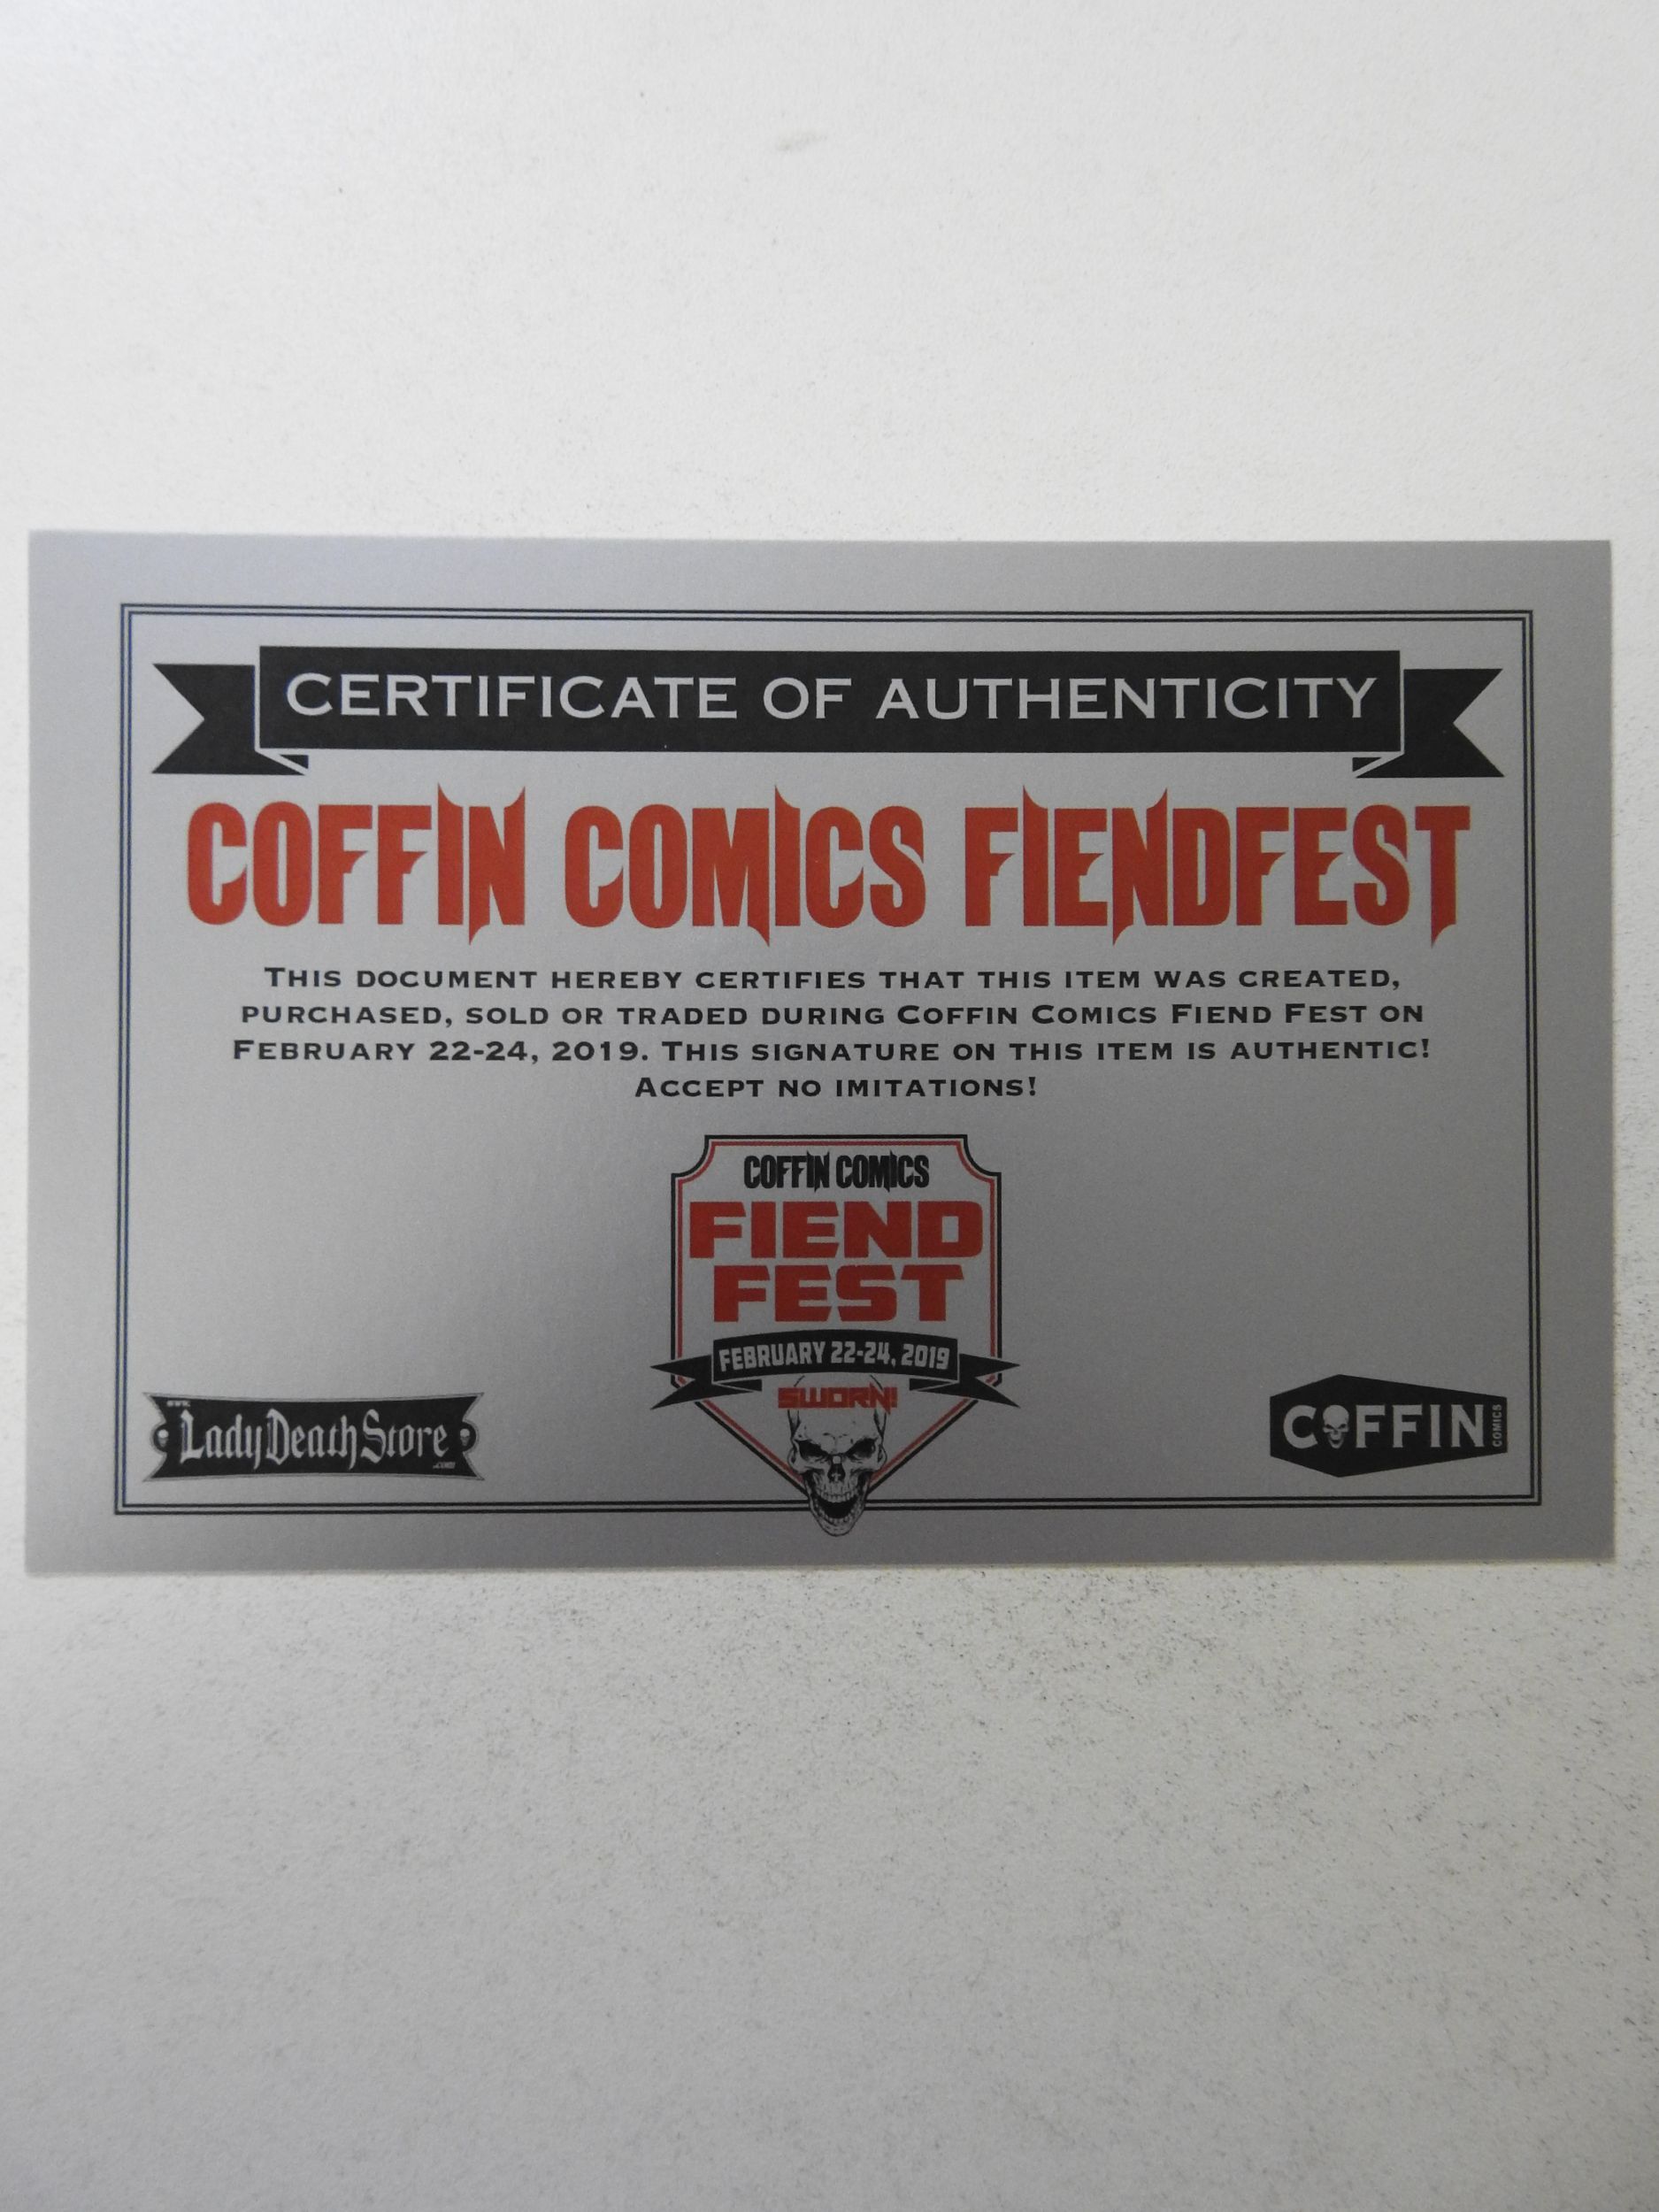 CERTIFICATE OF AUTHENTICITY
COFFIN COMICS FIENDFEST
THIS DOCUMENT HEREBY CERTIFIES THAT THIS ITEM WAS CREATED,
PURCHASED, SOLD OR TRADED DURING COFFIN COMICS FIEND FEST ON
FEBRUARY 22-24, 2019. THIS SIGNATURE ON THIS ITEM IS AUTHENTIC!
ACCEPT NO IMITATIONS!
COFFIN COMICS
FIEND
FEST
FEBRUARY 22-24, 2019
SWORN!
www.
LadyDeathStore
.com
COFFIN
COMICS